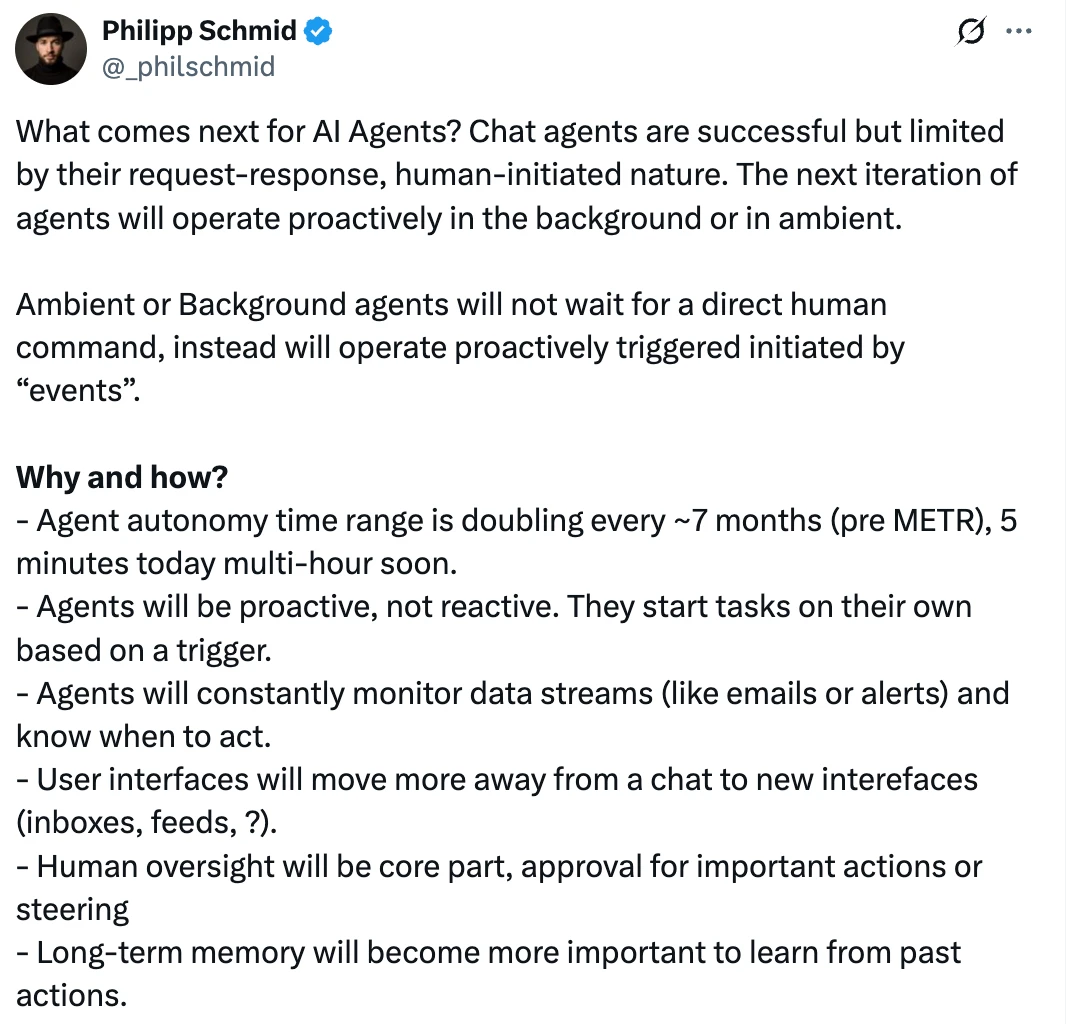 Philipp Schmid
@_philschmid
What comes next for AI Agents? Chat agents are successful but limited
by their request-response, human-initiated nature. The next iteration of
agents will operate proactively in the background or in ambient.
Ambient or Background agents will not wait for a direct human
command, instead will operate proactively triggered initiated by
“events”.
Why and how?
- Agent autonomy time range is doubling every ~7 months (pre METR), 5
minutes today multi-hour soon.
- Agents will be proactive, not reactive. They start tasks on their own
based on a trigger.
- Agents will constantly monitor data streams (like emails or alerts) and
know when to act.
- User interfaces will move more away from a chat to new interefaces
(inboxes, feeds, ?).
- Human oversight will be core part, approval for important actions or
steering
- Long-term memory will become more important to learn from past
actions.